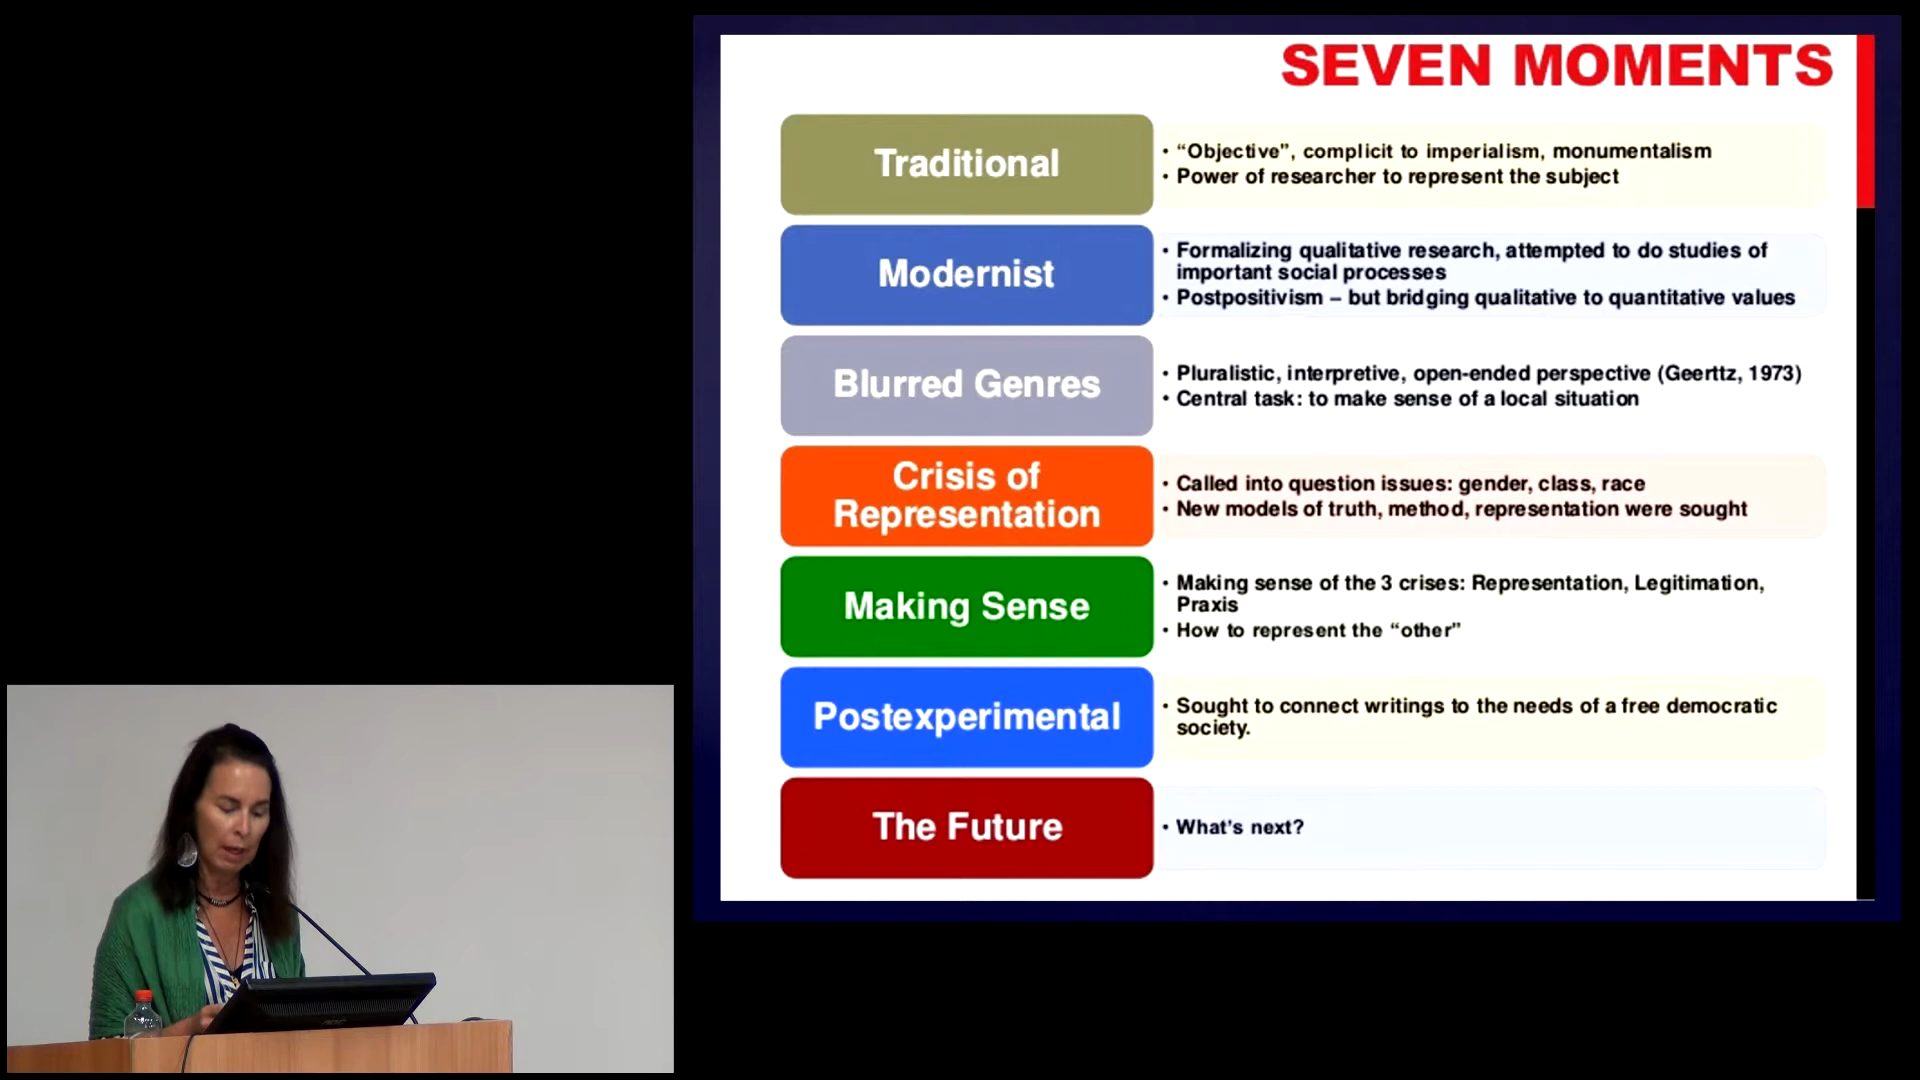 SEVEN MOMENTS
Traditional
• “Objective”, complicit to imperialism, monumentalism
• Power of researcher to represent the subject
Modernist
• Formalizing qualitative research, attempted to do studies of
important social processes
• Postpositivism – but bridging qualitative to quantitative values
Blurred Genres
• Pluralistic, interpretive, open-ended perspective (Geerttz, 1973)
• Central task: to make sense of a local situation
Crisis of
Representation
• Called into question issues: gender, class, race
• New models of truth, method, representation were sought
Making Sense
• Making sense of the 3 crises: Representation, Legitimation,
Praxis
• How to represent the “other”
Postexperimental
• Sought to connect writings to the needs of a free democratic
society.
The Future
• What’s next?